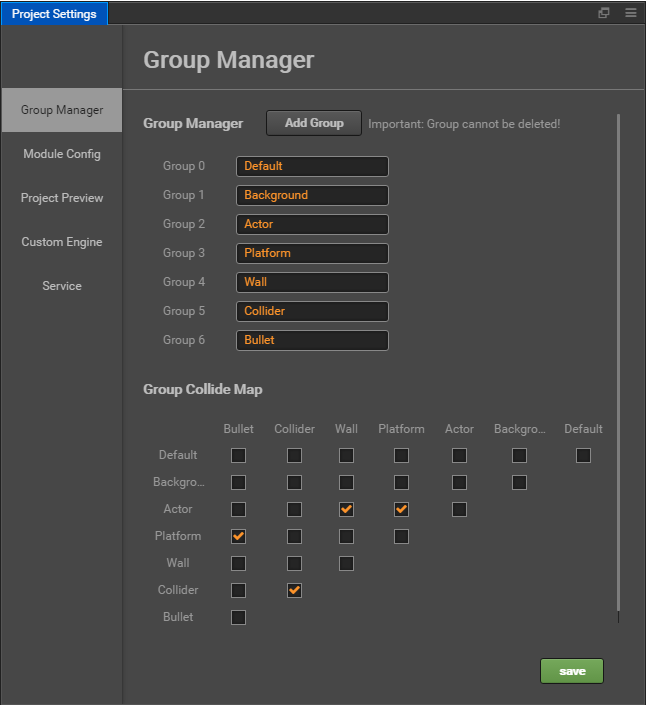 Project Settings
Group Manager
Group Manager
Module Config
Project Preview
Custom Engine
Service
Group Manager Add Group Important: Group cannot be deleted!
Group 0 Default
Group 1 Background
Group 2 Actor
Group 3 Platform
Group 4 Wall
Group 5 Collider
Group 6 Bullet
Group Collide Map
Bullet Collider Wall Platform Actor Backgro... Default
Default
Backgro...
Actor
Platform
Wall
Collider
Bullet
save